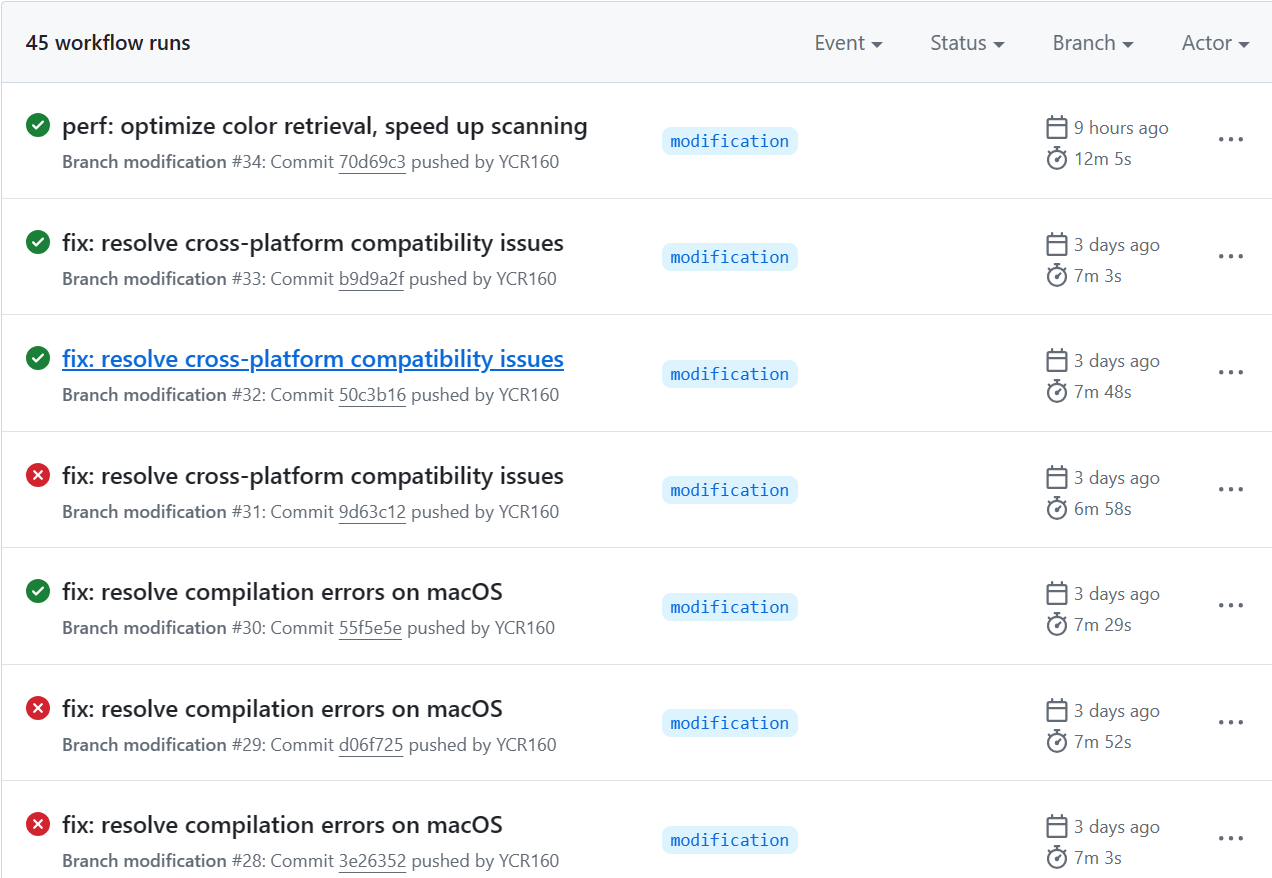 45 workflow runs Event Status Branch Actor
perf: optimize color retrieval, speed up scanning
Branch modification #34: Commit 70d69c3 pushed by YCR160
modification
9 hours ago
12m 5s
fix: resolve cross-platform compatibility issues
Branch modification #33: Commit b9d9a2f pushed by YCR160
modification
3 days ago
7m 3s
fix: resolve cross-platform compatibility issues
Branch modification #32: Commit 50c3b16 pushed by YCR160
modification
3 days ago
7m 48s
fix: resolve cross-platform compatibility issues
Branch modification #31: Commit 9d63c12 pushed by YCR160
modification
3 days ago
6m 58s
fix: resolve compilation errors on macOS
Branch modification #30: Commit 55f5e5e pushed by YCR160
modification
3 days ago
7m 29s
fix: resolve compilation errors on macOS
Branch modification #29: Commit d06f725 pushed by YCR160
modification
3 days ago
7m 52s
fix: resolve compilation errors on macOS
Branch modification #28: Commit 3e26352 pushed by YCR160
modification
3 days ago
7m 3s